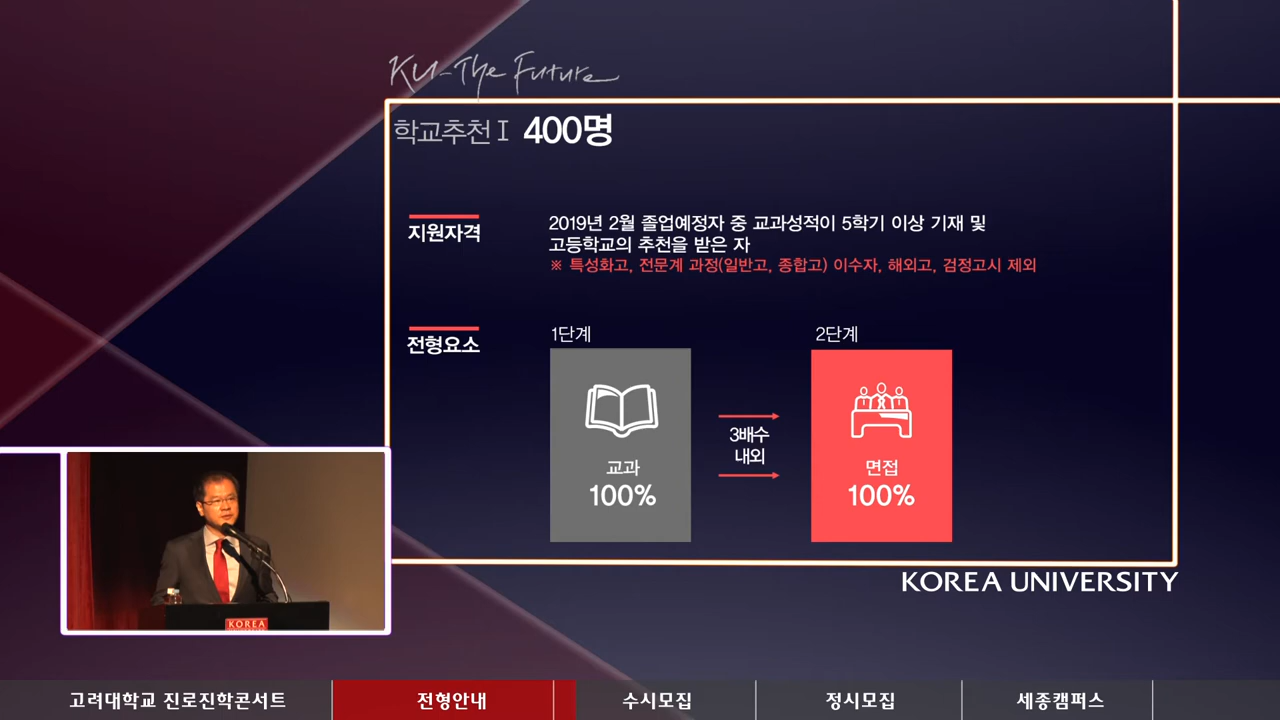 KU-The Future
학교추천Ⅰ 400명
지원자격
2019년 2월 졸업예정자 중 교과성적이 5학기 이상 기재 및
고등학교의 추천을 받은 자
※ 특성화고, 전문계 과정(일반고, 종합고) 이수자, 해외고, 검정고시 제외
전형요소
1단계
교과
100%
3배수
내외
2단계
면접
100%
KOREA
KOREA UNIVERSITY
고려대학교 진로진학콘서트
전형안내
수시모집
정시모집
세종캠퍼스